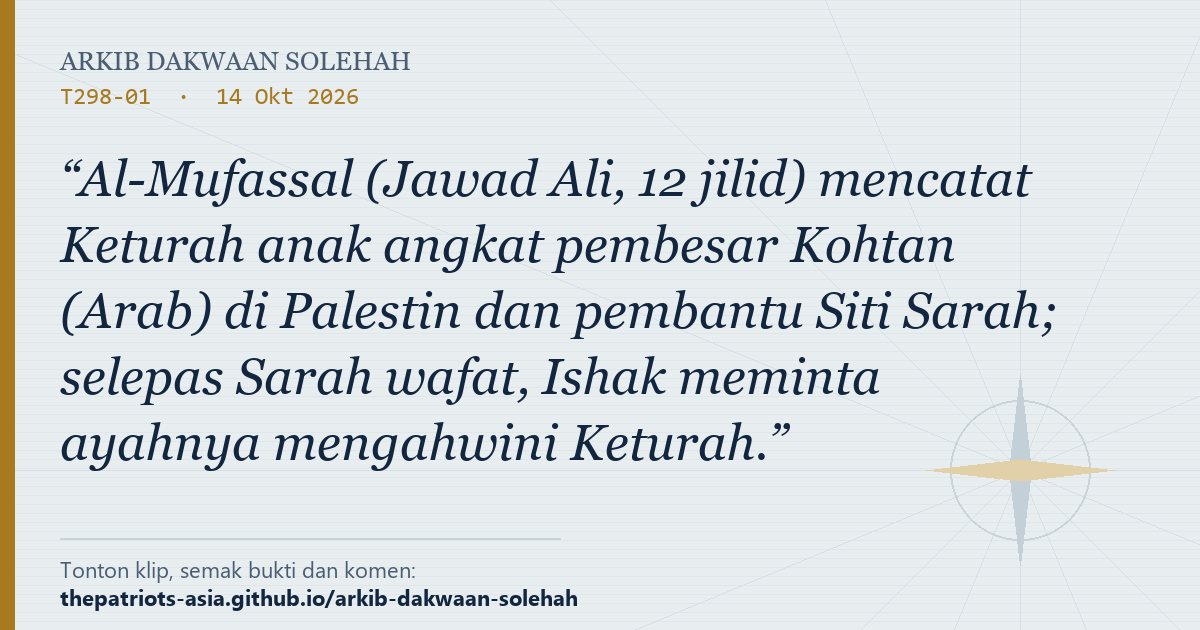 ARKIB DAKWAAN SOLEHAH
T298-01 · 14 Okt 2026
“Al-Mufassal (Jawad Ali, 12 jilid) mencatat
Keturah anak angkat pembesar Kohtan
(Arab) di Palestin dan pembantu Siti Sarah;
selepas Sarah wafat, Ishak meminta
ayahnya mengahwini Keturah.”
Tonton klip, semak bukti dan komen:
thepatriots-asia.github.io/arkib-dakwaan-solehah